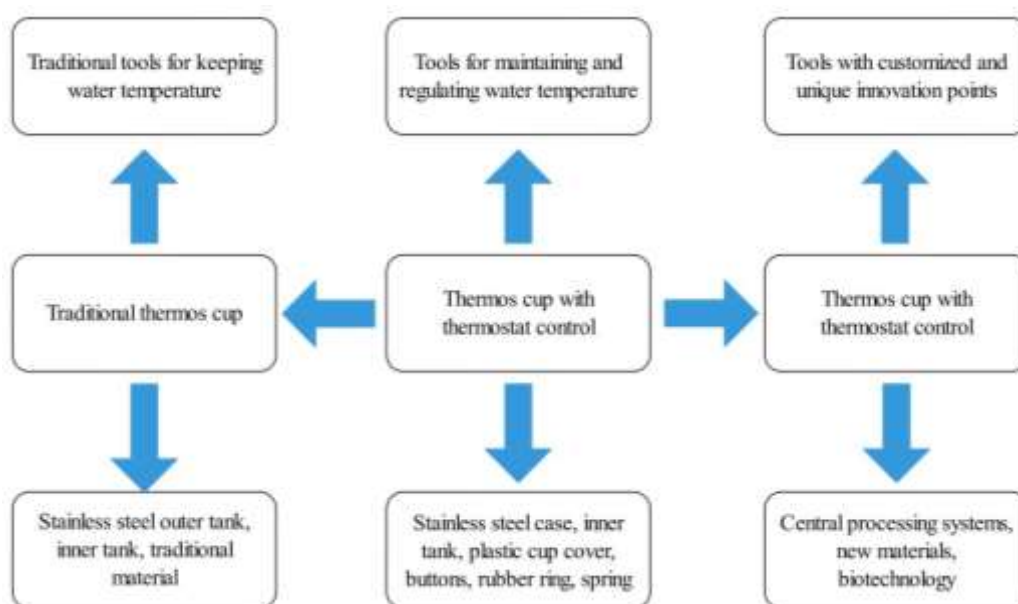 Traditional tools for keeping
water temperature
Tools for maintaining and
regulating water temperature
Tools with customized and
unique innovation points
Traditional thermos cup
Thermos cup with
thermostat control
Thermos cup with
thermostat control
Stainless steel outer tank,
inner tank, traditional
material
Stainless steel case, inner
tank, plastic cup cover,
buttons, rubber ring, spring
Central processing systems,
new materials,
biotechnology